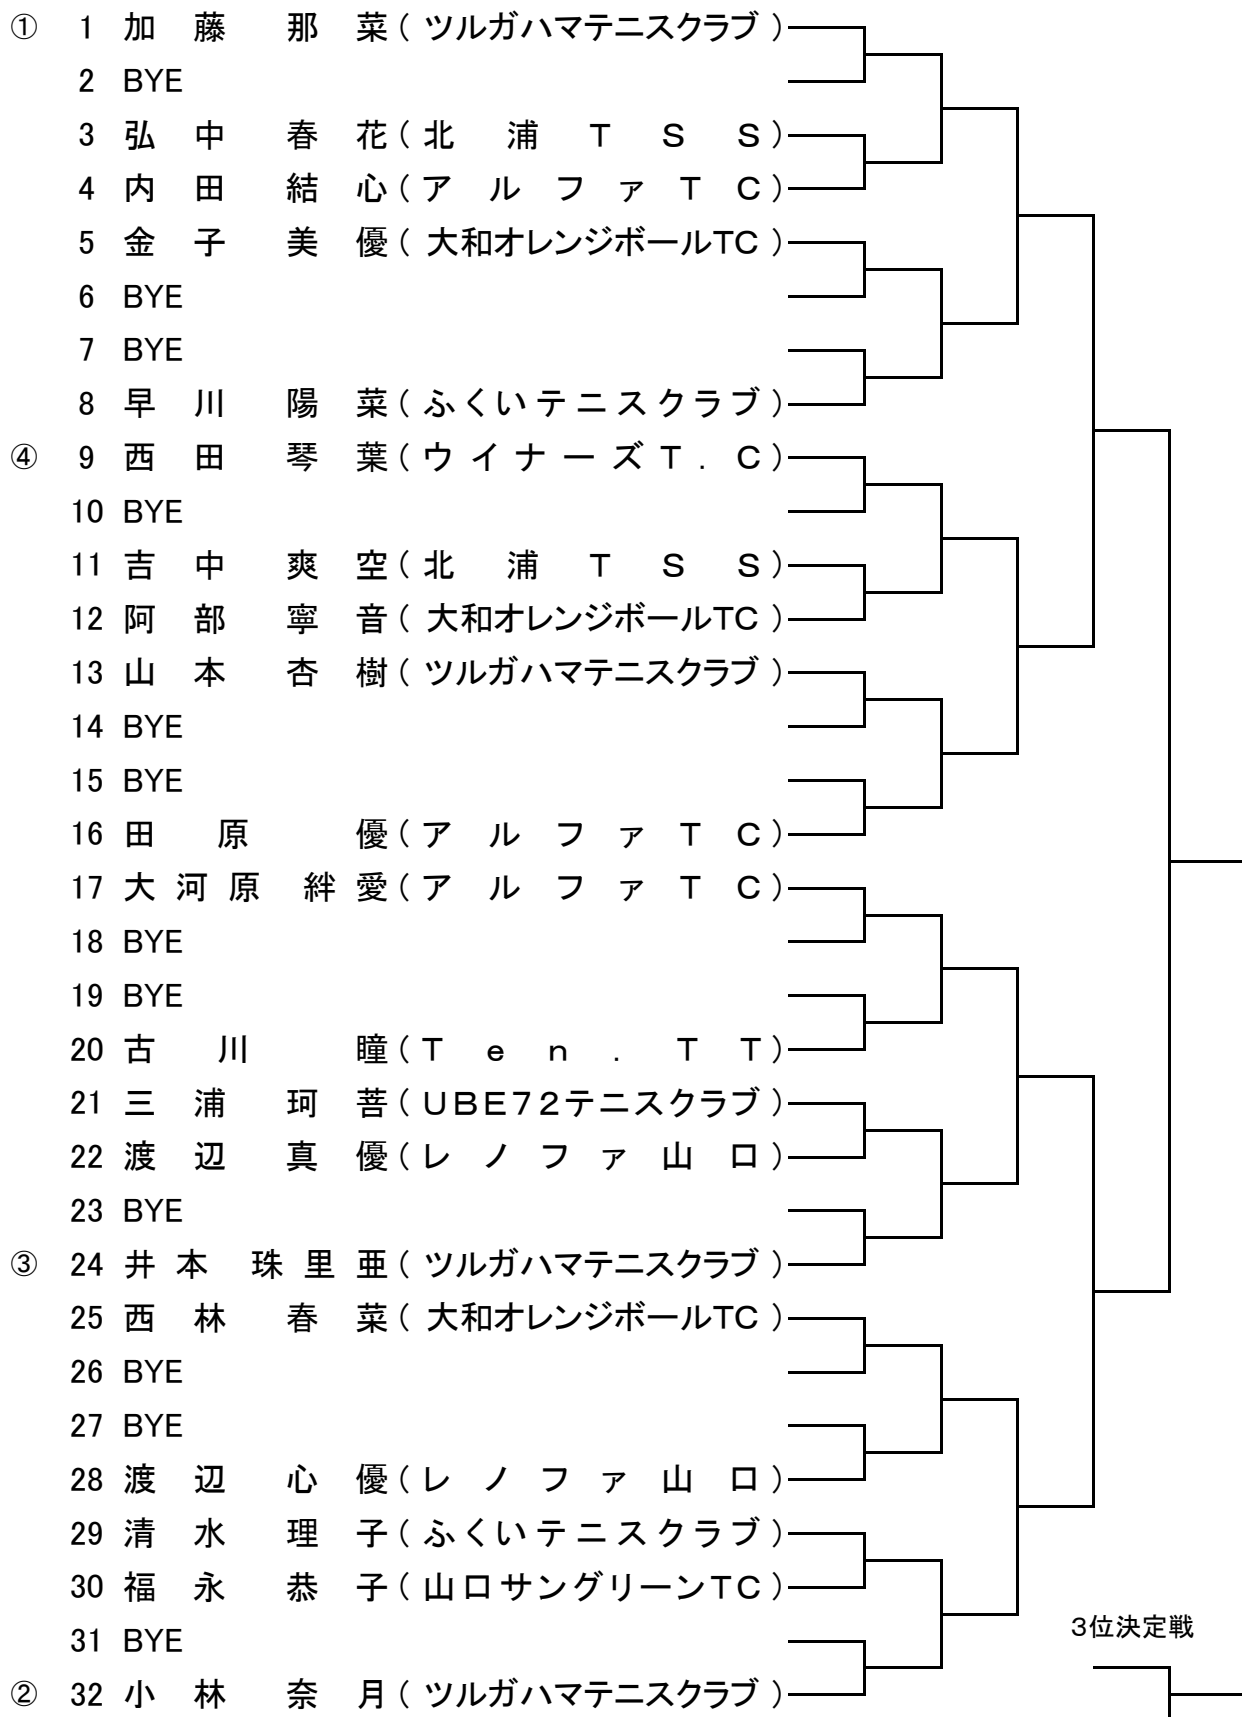 ① 1 加藤 那菜(ツルガハマテニスクラブ)
2 BYE
3 弘中 春花(北浦TSS)
4 内田 結心(アルファTC)
5 金子 美優(大和オレンジボールTC)
6 BYE
7 BYE
8 早川 陽菜(ふくいテニスクラブ)
④ 9 西田 琴葉(ウイナーズT.C)
10 BYE
11 吉中 爽空(北浦TSS)
12 阿部 寧音(大和オレンジボールTC)
13 山本 杏樹(ツルガハマテニスクラブ)
14 BYE
15 BYE
16 田原 優(アルファTC)
17 大河原 絆愛(アルファTC)
18 BYE
19 BYE
20 古川 瞳(Ten.TT)
21 三浦 珂菩(UBE72テニスクラブ)
22 渡辺 真優(レノファ山口)
23 BYE
③ 24 井本 珠里亜(ツルガハマテニスクラブ)
25 西林 春菜(大和オレンジボールTC)
26 BYE
27 BYE
28 渡辺 心優(レノファ山口)
29 清水 理子(ふくいテニスクラブ)
30 福永 恭子(山口サングリーンTC)
31 BYE
3位決定戦
② 32 小林 奈月(ツルガハマテニスクラブ)